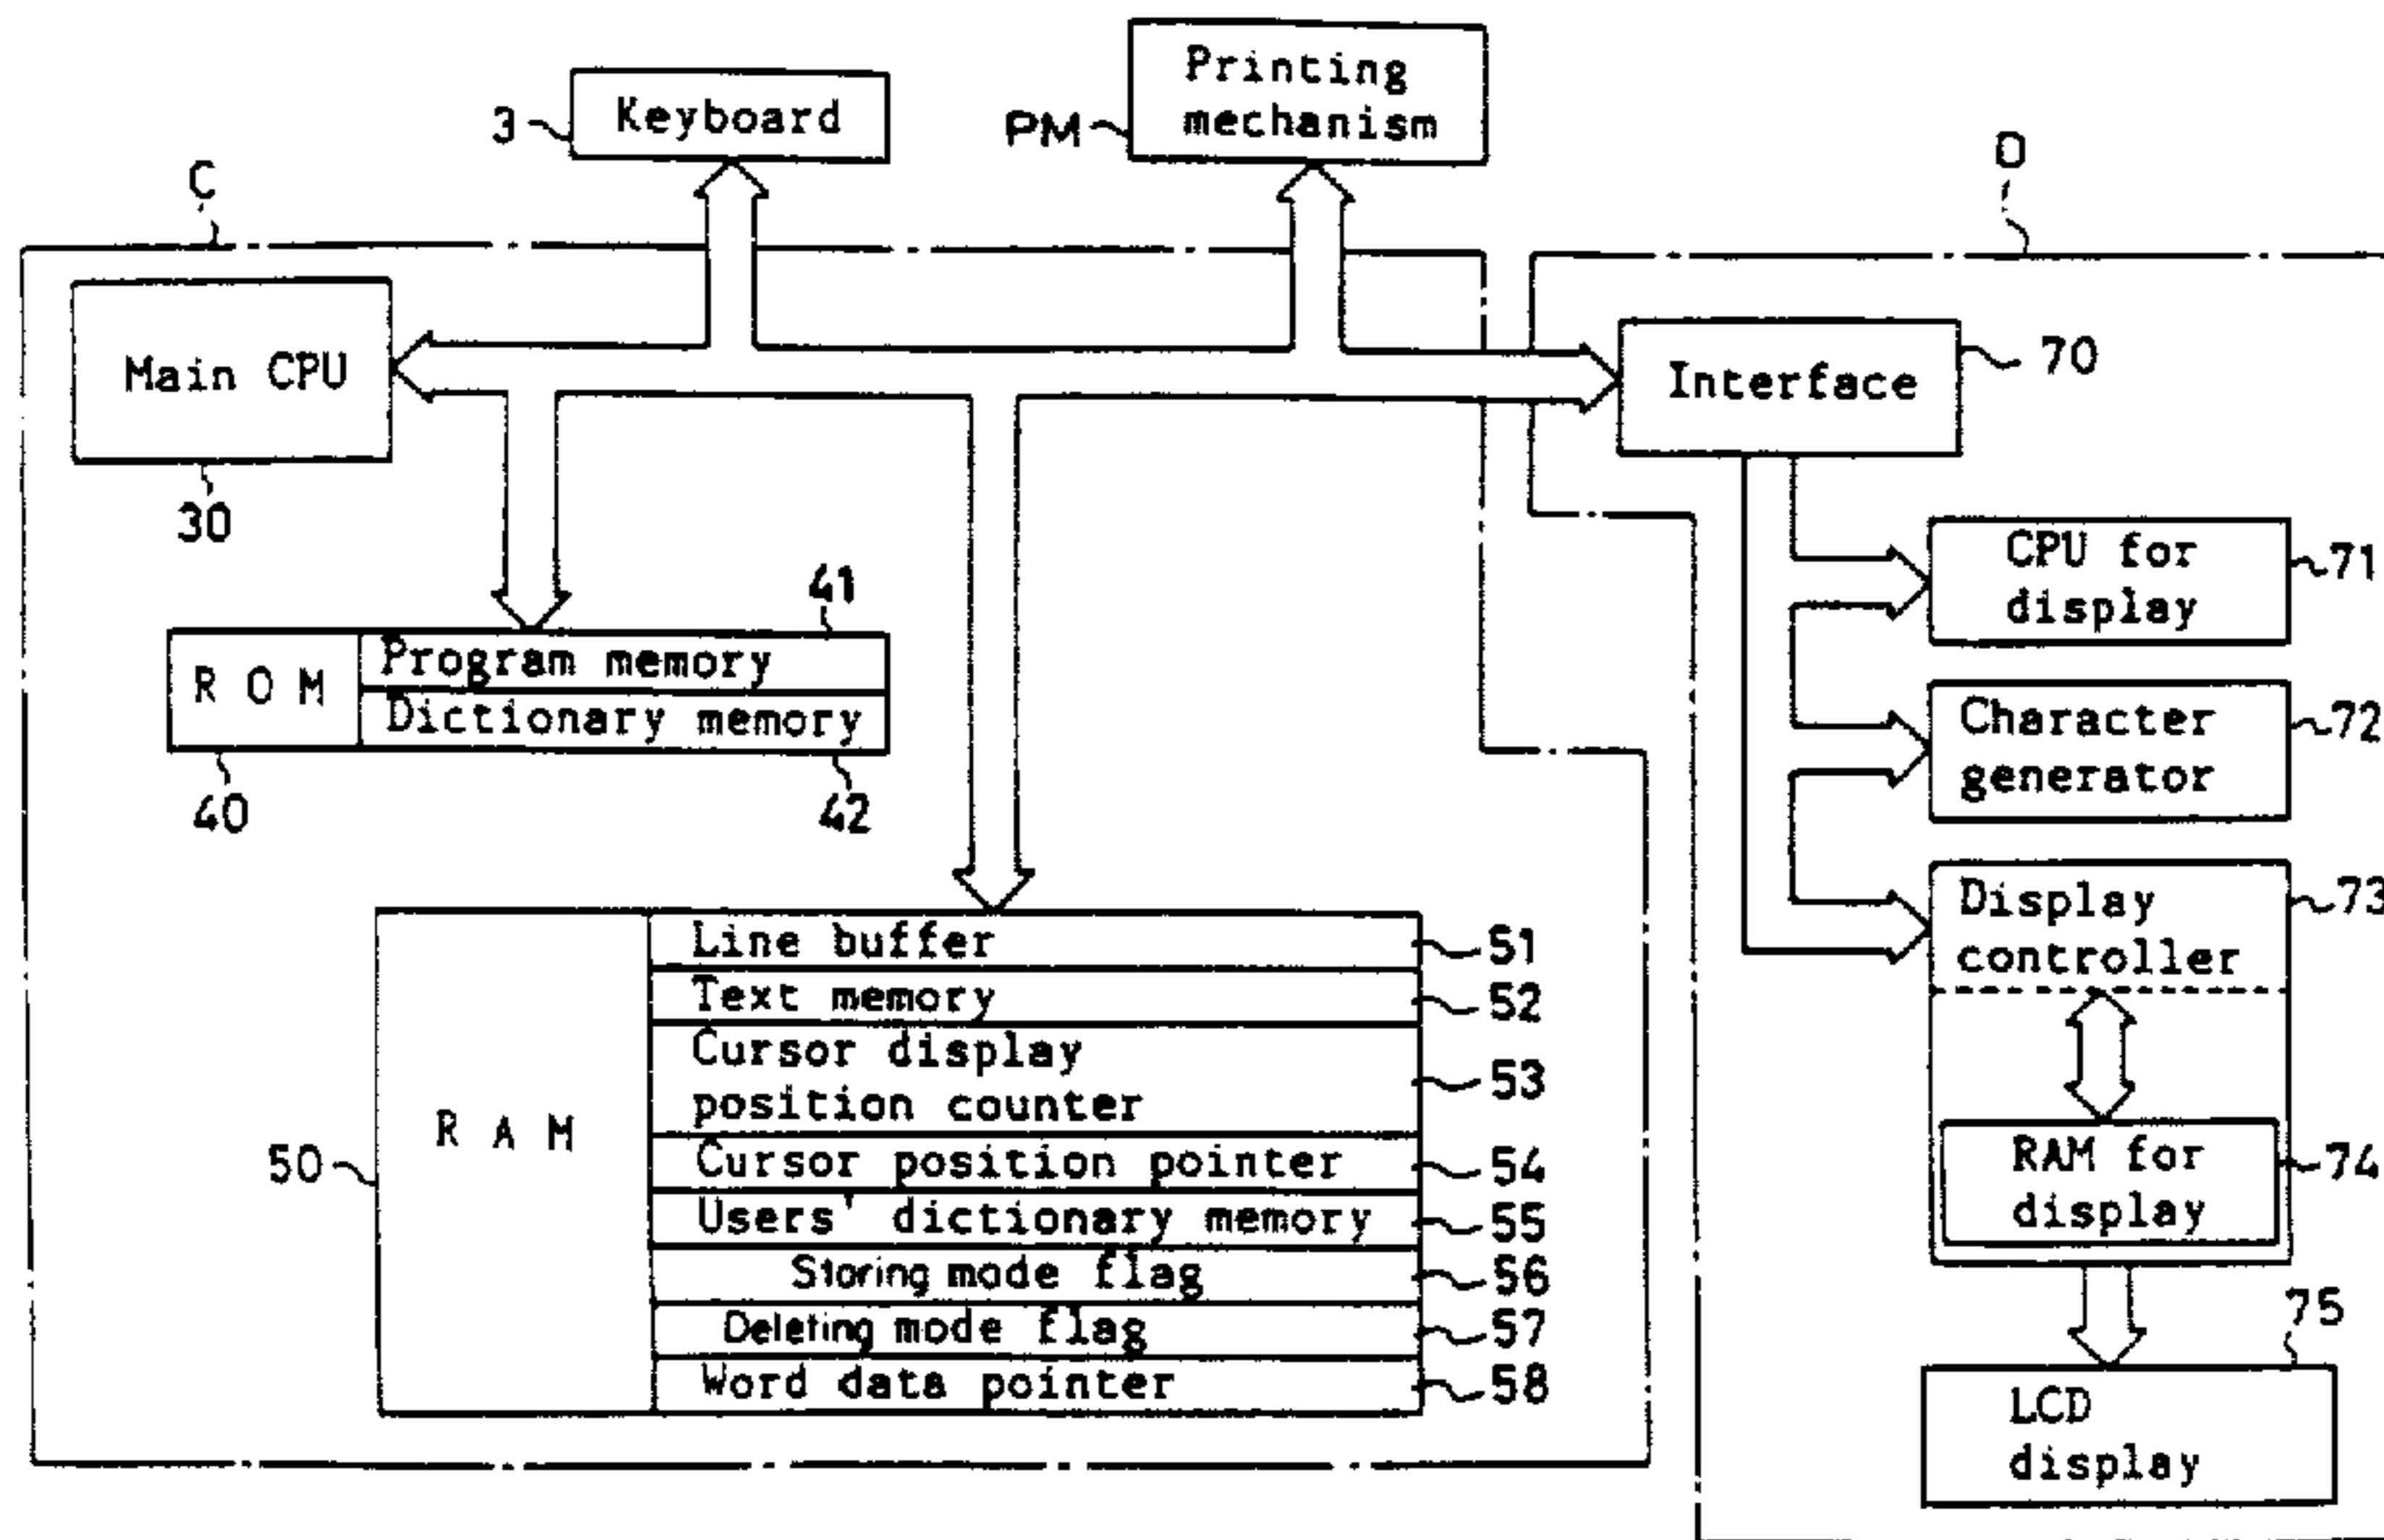 Printing
mechanism
PM
Keyboard
3
C
D
Main CPU
30
Interface
70
CPU for
display
71
41
R O M
Program memory
Dictionary memory
40
42
Character
generator
72
Display
controller
73
RAM for
display
74
75
LCD
display
50
R A M
Line buffer
51
Text memory
52
Cursor display
position counter
53
Cursor position pointer
54
Users' dictionary memory
55
Storing mode flag
56
Deleting mode flag
57
Word data pointer
58